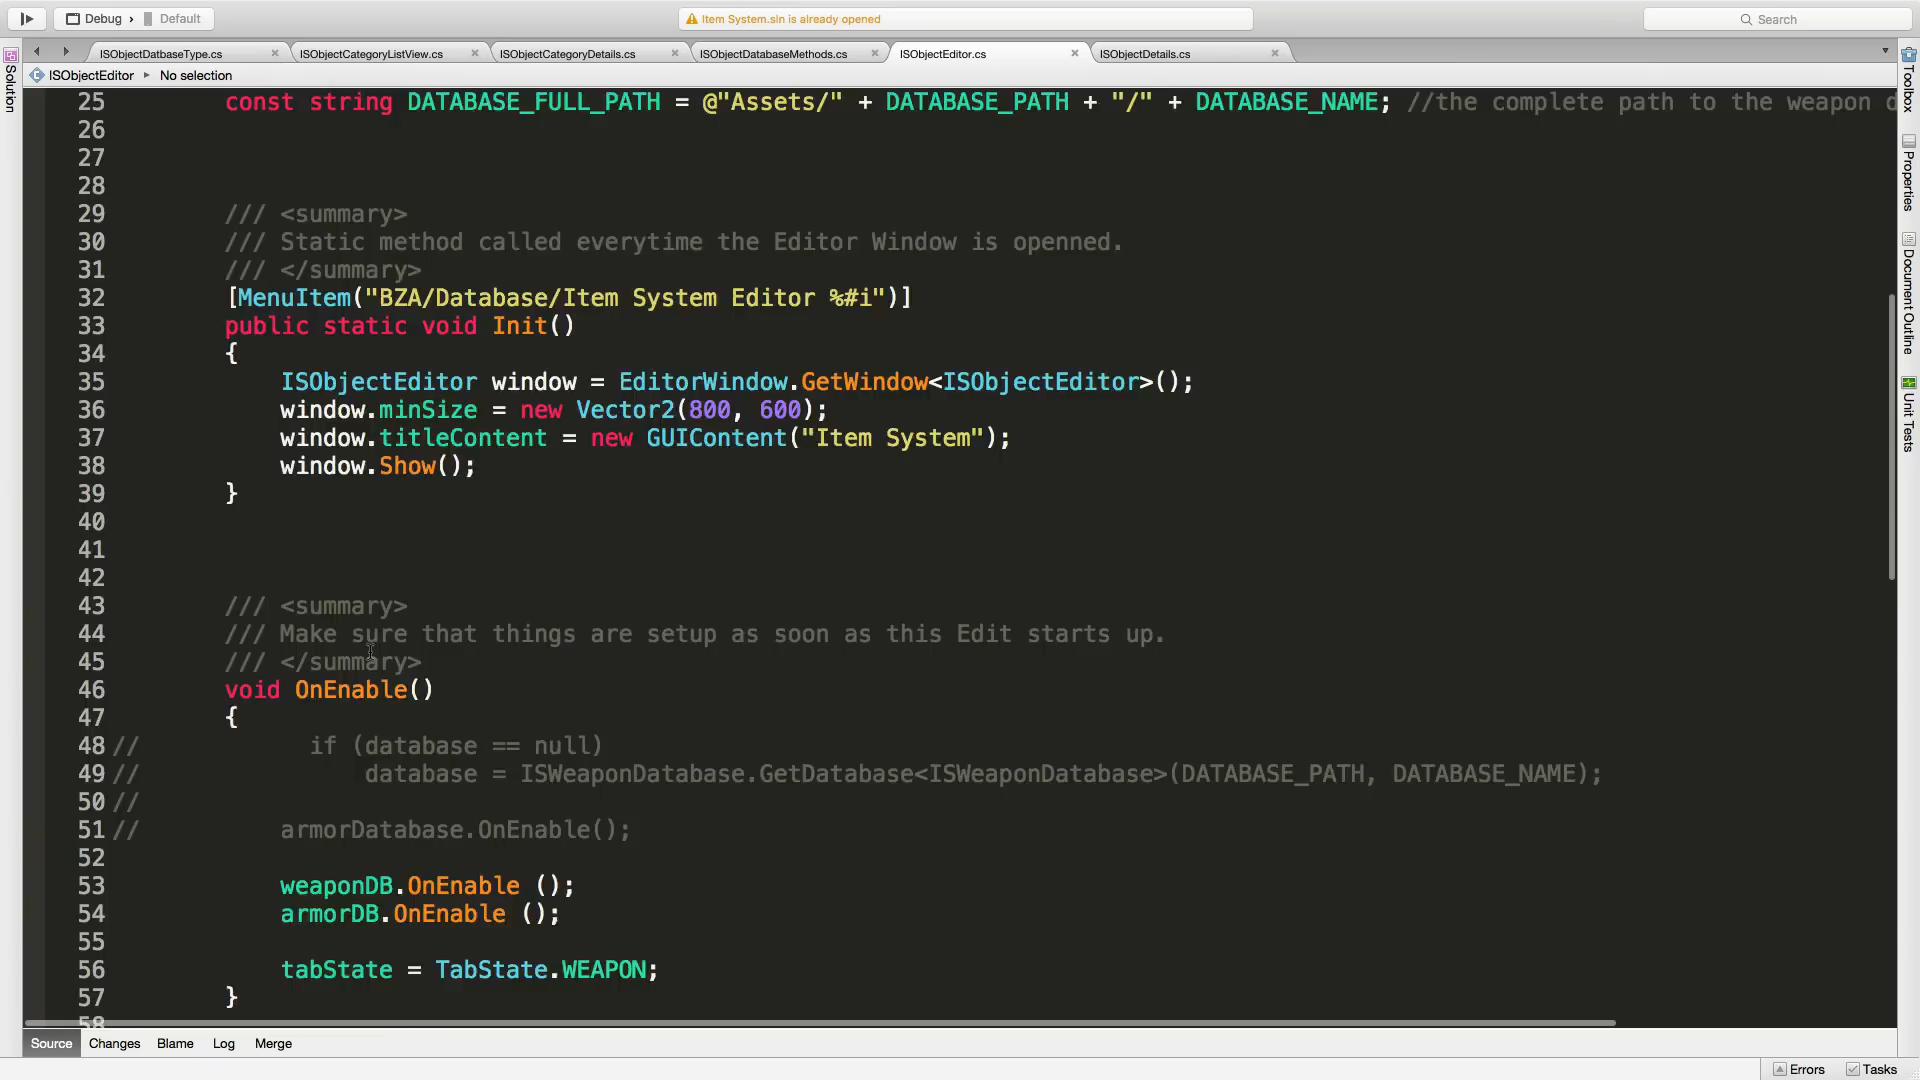 Debug › Default
Item System.sln is already opened
Search
ISObjectDatbaseType.cs
ISObjectCategoryListView.cs
ISObjectCategoryDetails.cs
ISObjectDatabaseMethods.cs
ISObjectEditor.cs
ISObjectDetails.cs
ISObjectEditor ▸ No selection
Solution
Toolbox
Properties
Document Outline
Unit Tests
25 const string DATABASE_FULL_PATH = @"Assets/" + DATABASE_PATH + "/" + DATABASE_NAME; //the complete path to the weapon d
26
27
28
29 /// <summary>
30 /// Static method called everytime the Editor Window is openned.
31 /// </summary>
32 [MenuItem("BZA/Database/Item System Editor %#i")]
33 public static void Init()
34 {
35 ISObjectEditor window = EditorWindow.GetWindow<ISObjectEditor>();
36 window.minSize = new Vector2(800, 600);
37 window.titleContent = new GUIContent("Item System");
38 window.Show();
39 }
40
41
42
43 /// <summary>
44 /// Make sure that things are setup as soon as this Edit starts up.
45 /// </summary>
46 void OnEnable()
47 {
48 // if (database == null)
49 // database = ISWeaponDatabase.GetDatabase<ISWeaponDatabase>(DATABASE_PATH, DATABASE_NAME);
50 //
51 // armorDatabase.OnEnable();
52
53 weaponDB.OnEnable ();
54 armorDB.OnEnable ();
55
56 tabState = TabState.WEAPON;
57 }
58
Source Changes Blame Log Merge
Errors Tasks